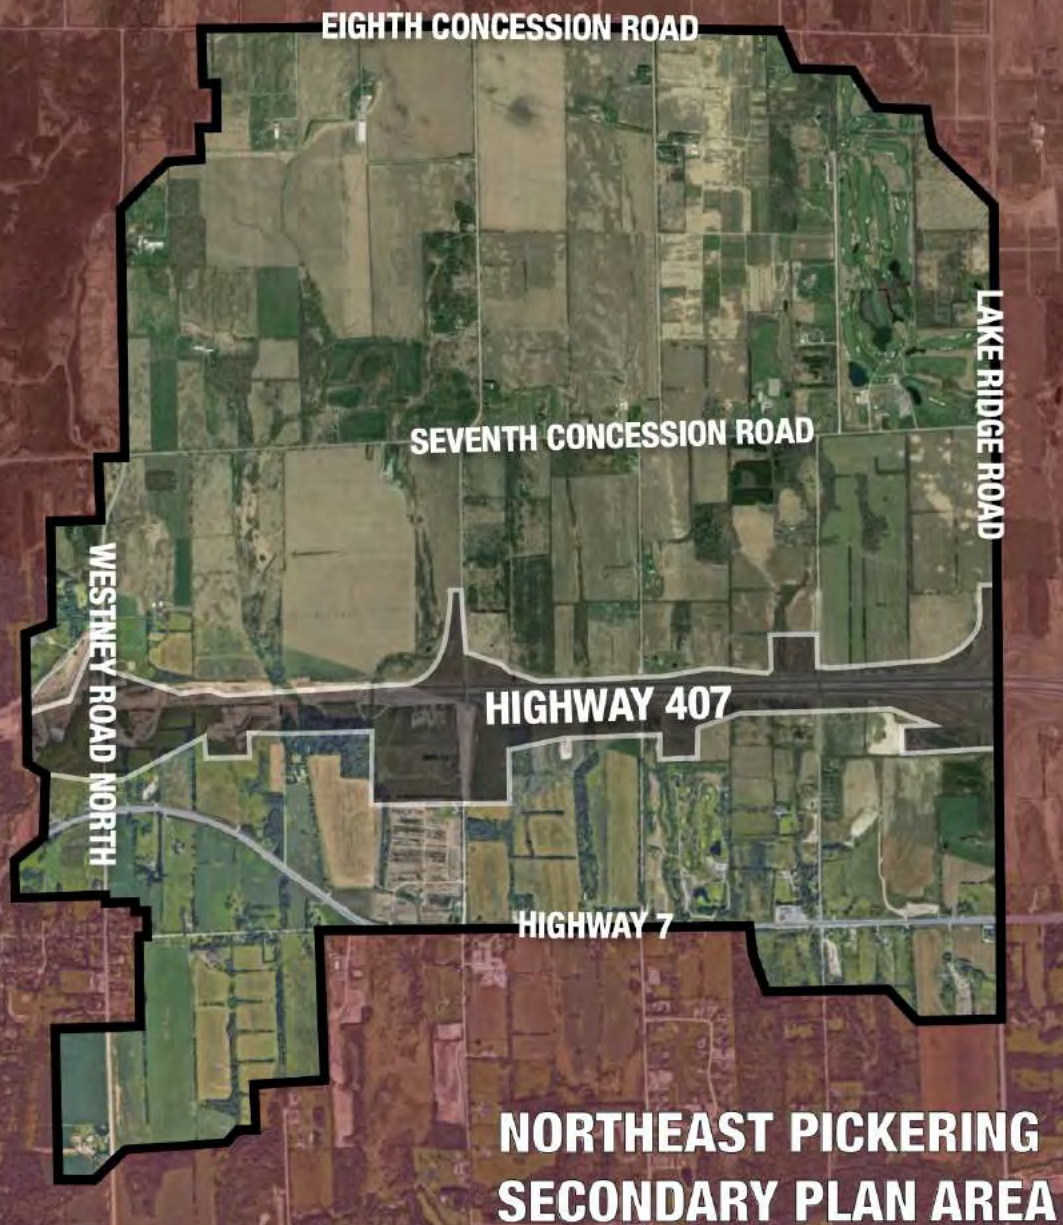 EIGHTH CONCESSION ROAD
LAKE RIDGE ROAD
SEVENTH CONCESSION ROAD
WESTNEY ROAD NORTH
HIGHWAY 407
HIGHWAY 7
NORTHEAST PICKERING
SECONDARY PLAN AREA